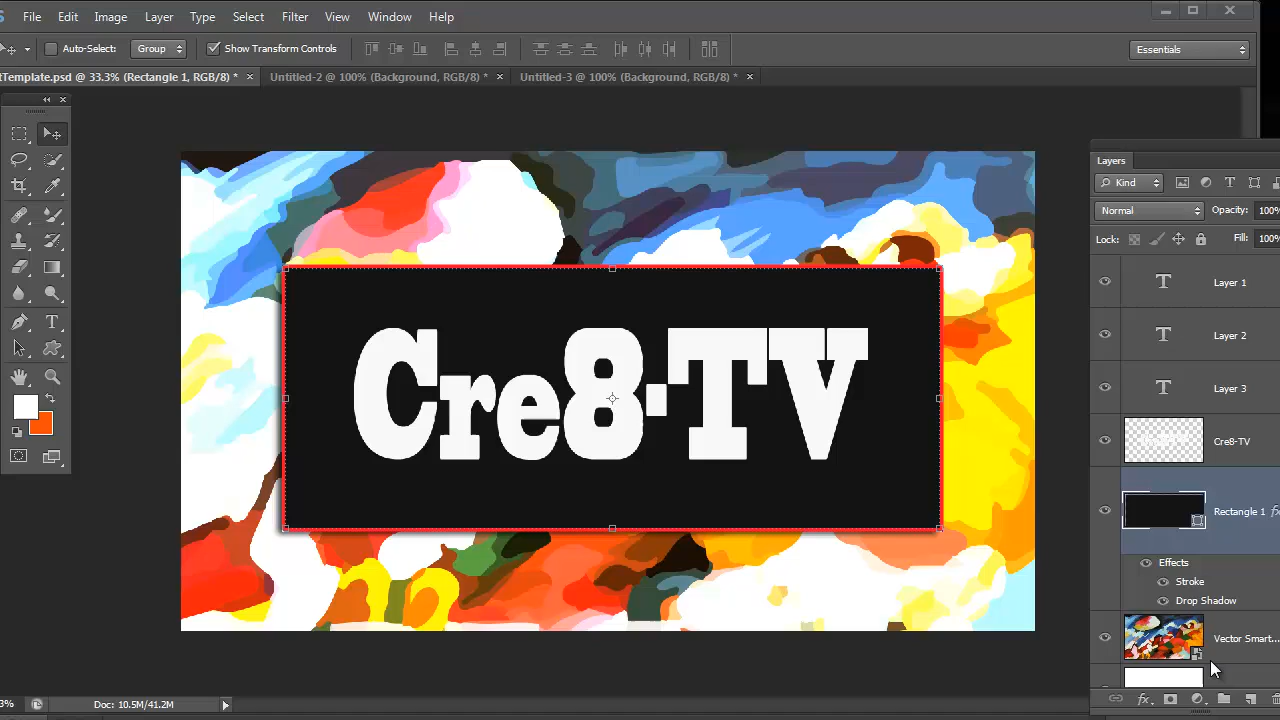 File Edit Image Layer Type Select Filter View Window Help
Auto-Select: Group Show Transform Controls Essentials
tTemplate.psd @ 33.3% (Rectangle 1, RGB/8) * Untitled-2 @ 100% (Background, RGB/8) * Untitled-3 @ 100% (Background, RGB/8) *
Layers
Kind
Normal Opacity: 100%
Lock: Fill: 100%
Layer 1
Layer 2
Layer 3
Cre8-TV
Cre8-TV
Rectangle 1 fx
Effects
Stroke
Drop Shadow
Vector Smart...
3% Doc: 10.5M/41.2M